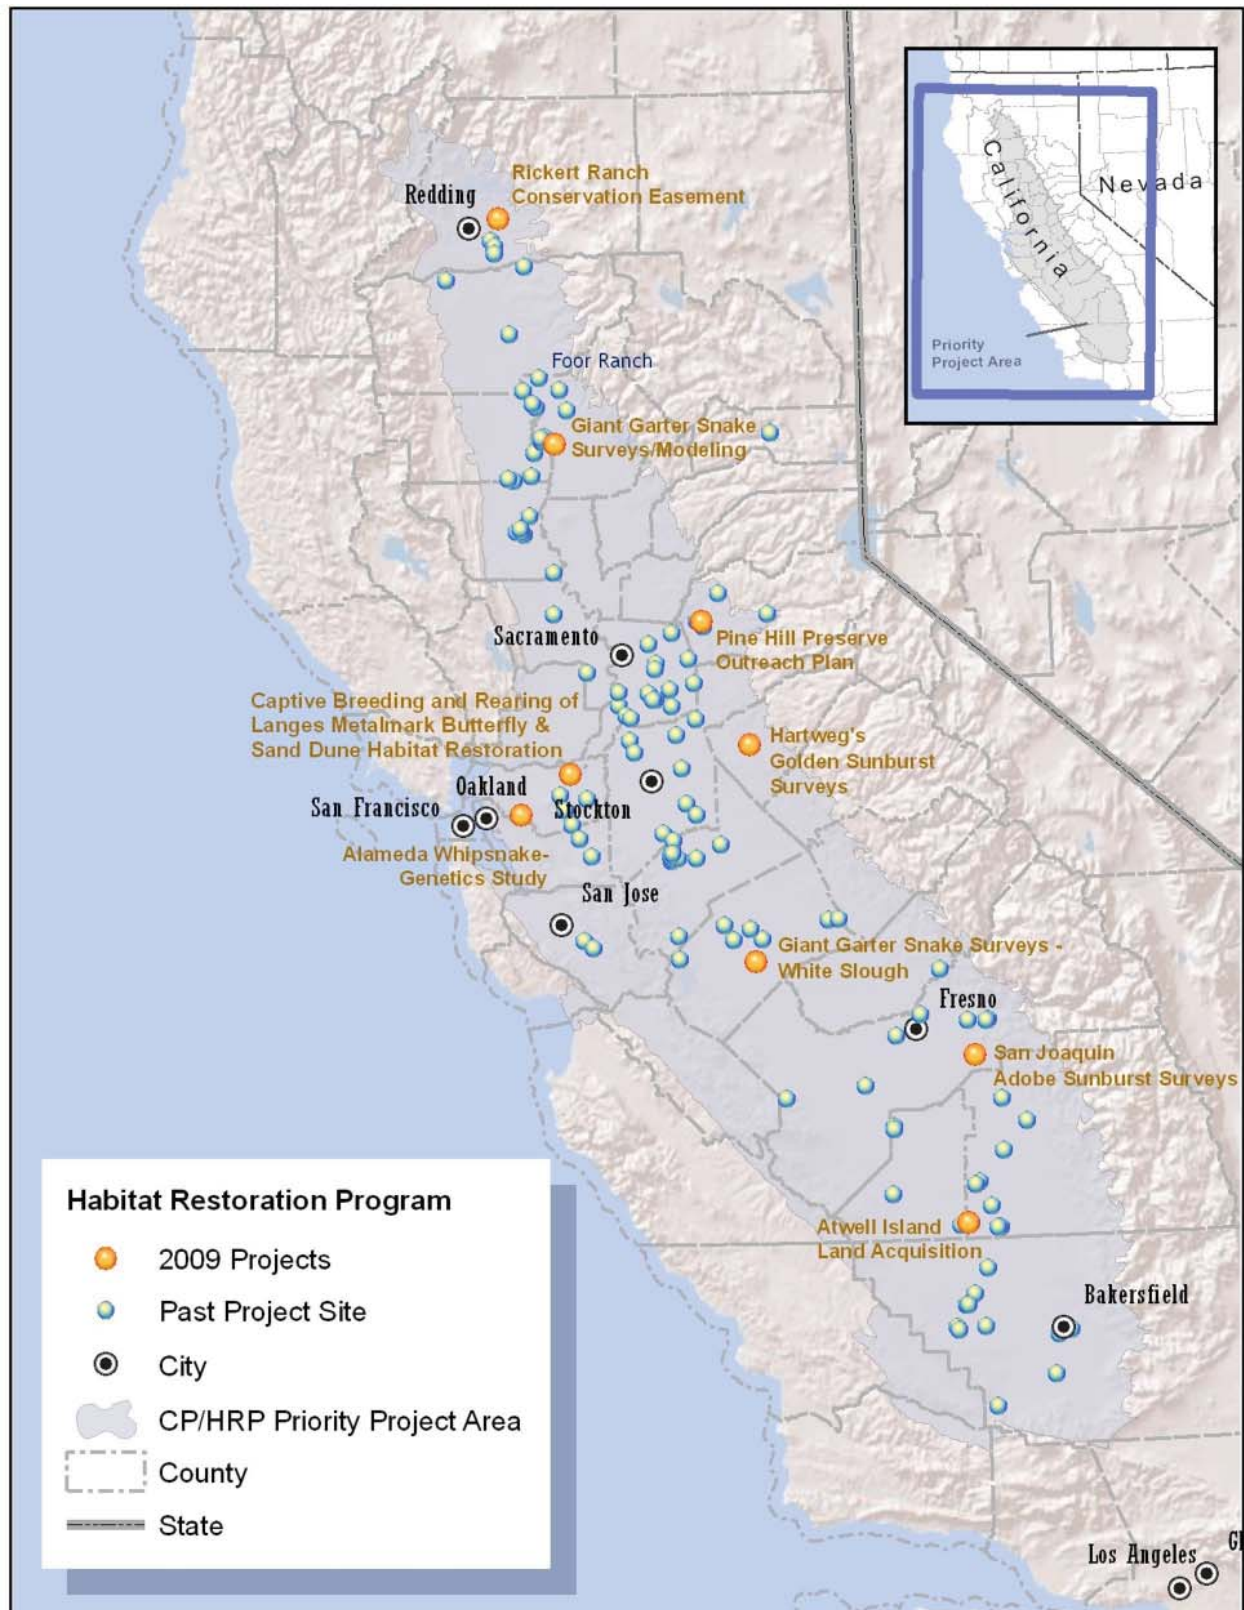 Rickert Ranch
Conservation Easement
Redding
California
Nevada
Priority
Project Area
Foor Ranch
Giant Garter Snake
Surveys/Modeling
Sacramento
Pine Hill Preserve
Outreach Plan
Captive Breeding and Rearing of
Langes Metalmark Butterfly &
Sand Dune Habitat Restoration
Hartweg's
Golden Sunburst
Surveys
Oakland
San Francisco
Stockton
Alameda Whipsnake-
Genetics Study
San Jose
Giant Garter Snake Surveys -
White Slough
Fresno
San Joaquin
Adobe Sunburst Surveys
Atwell Island
Land Acquisition
Bakersfield
Los Angeles
Habitat Restoration Program
2009 Projects
Past Project Site
City
CP/HRP Priority Project Area
County
State